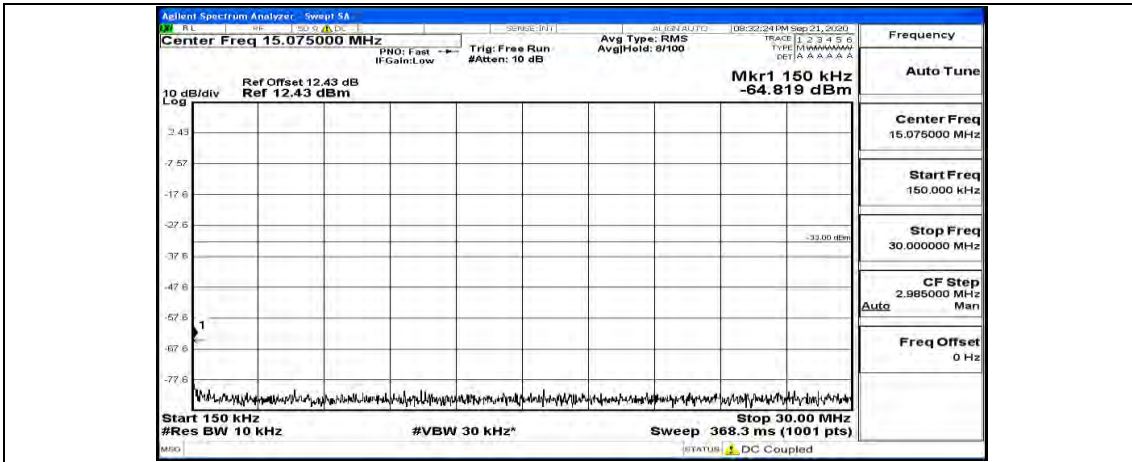 Agilent Spectrum Analyzer - Swept SA
RL RF 50 Ω DC SENSE:INT ALIGNAUTO 08:32:24 PM Sep 21, 2020
Center Freq 15.075000 MHz
PNO: Fast
IFGain:Low
Trig: Free Run
#Atten: 10 dB
Avg Type: RMS
Avg|Hold: 8/100
TRACE 1 2 3 4 5 6
TYPE M
DET A A A A A A
Mkr1 150 kHz
-64.819 dBm
Ref Offset 12.43 dB
10 dB/div Ref 12.43 dBm
Log
2.43
-7.57
-17.6
-27.6
-33.00 dBm
-37.6
-47.6
-57.6
1
-67.6
-77.6
Start 150 kHz Stop 30.00 MHz
#Res BW 10 kHz #VBW 30 kHz* Sweep 368.3 ms (1001 pts)
MSG STATUS DC Coupled
Frequency
Auto Tune
Center Freq
15.075000 MHz
Start Freq
150.000 kHz
Stop Freq
30.000000 MHz
CF Step
2.985000 MHz
Auto Man
Freq Offset
0 Hz